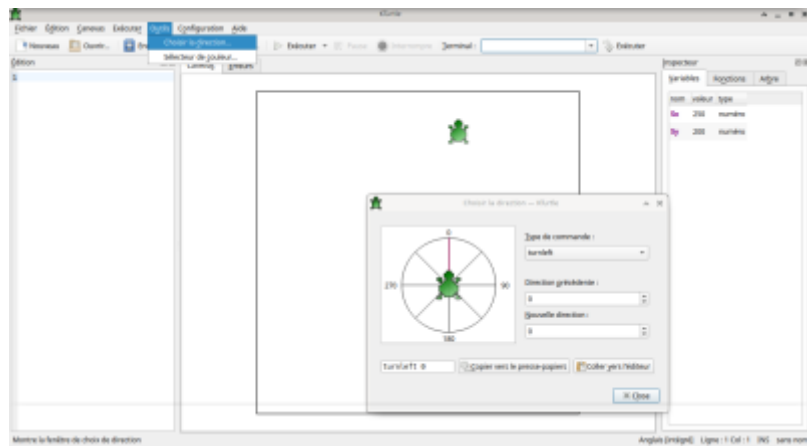 KTurtle
Fichier Édition Canevas Exécuter Outils Configuration Aide
Nouveau Ouvrir... Exécuter Pause Interrompre Terminal : Exécuter
Choisir la direction...
Sélecteur de couleur...
Édition
Canevas Erreurs
Inspecteur
1
Variables Fonctions Arbre
nom valeur type
250 numéro
$y 200 numéro
Choisir la direction — KTurtle
0
90
180
270
Type de commande :
turnleft
Direction précédente :
0
Nouvelle direction :
0
turnleft 0
Copier vers le presse-papiers
Coller vers l'éditeur
Close
Montre la fenêtre de choix de direction
Anglais [intégré] Ligne : 1 Col : 1 INS sans nom